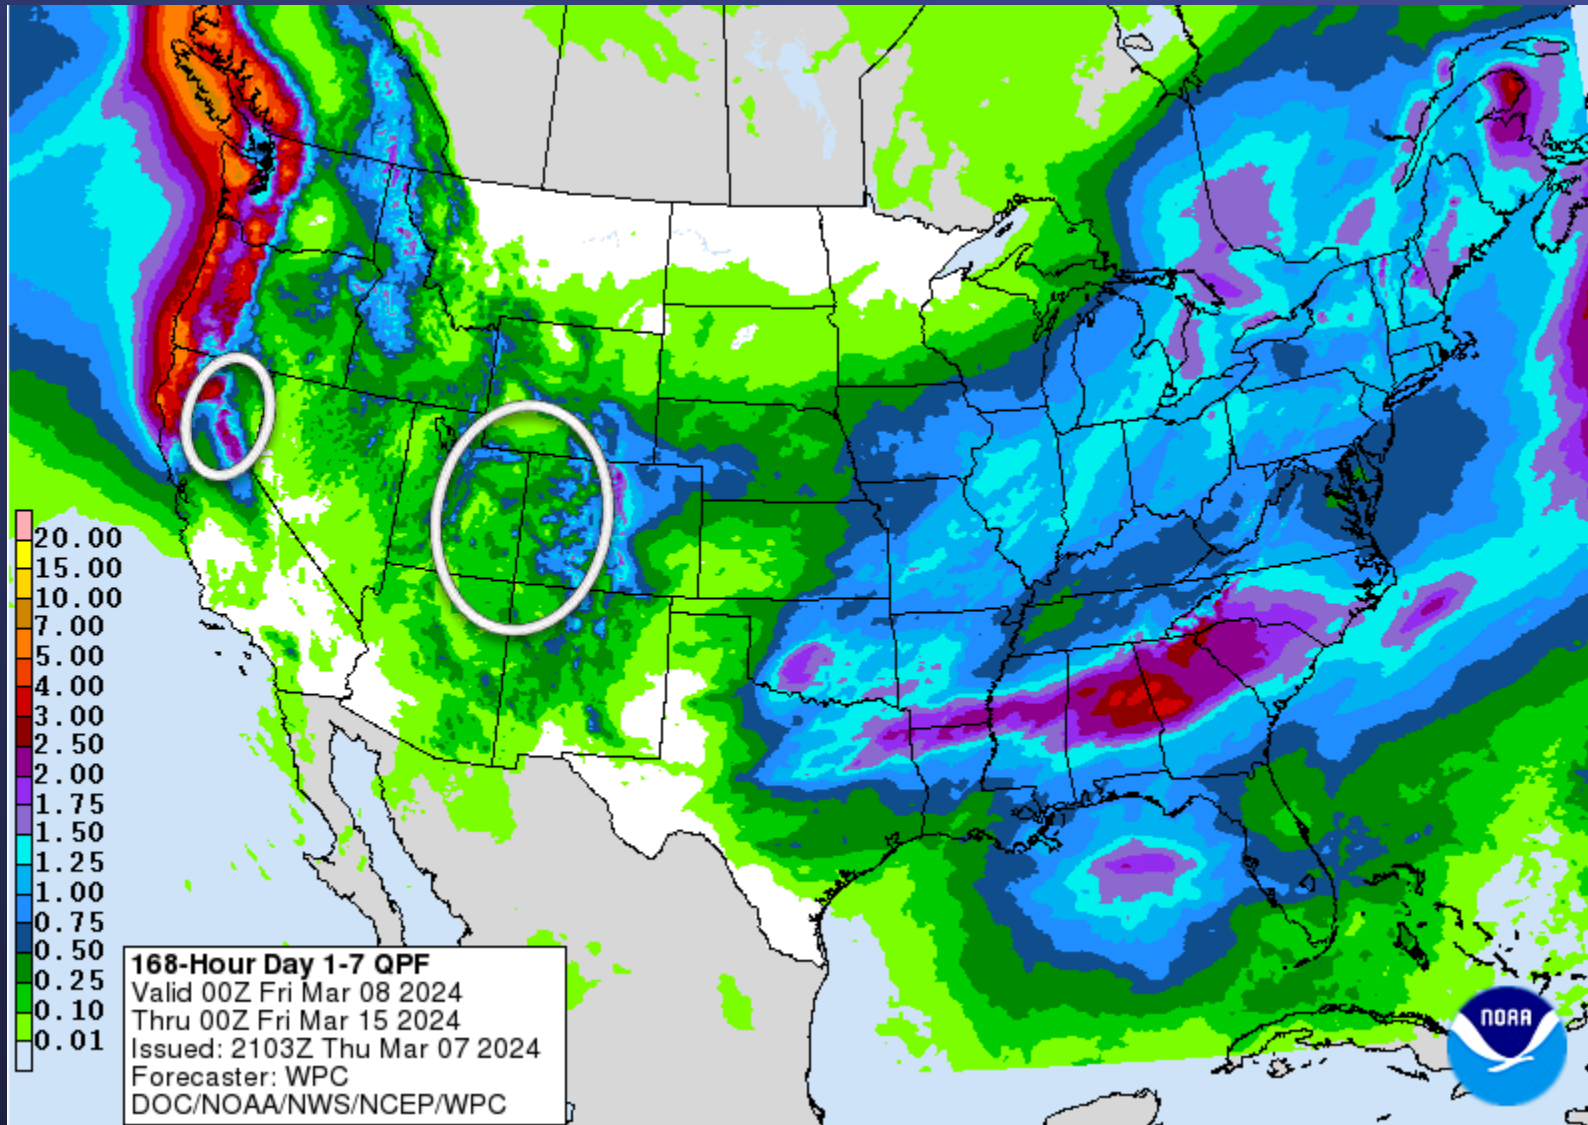 20.00
15.00
10.00
7.00
5.00
4.00
3.00
2.50
2.00
1.75
1.50
1.25
1.00
0.75
0.50
0.25
0.10
0.01
168-Hour Day 1-7 QPF
Valid 00Z Fri Mar 08 2024
Thru 00Z Fri Mar 15 2024
Issued: 2103Z Thu Mar 07 2024
Forecaster: WPC
DOC/NOAA/NWS/NCEP/WPC
NOAA